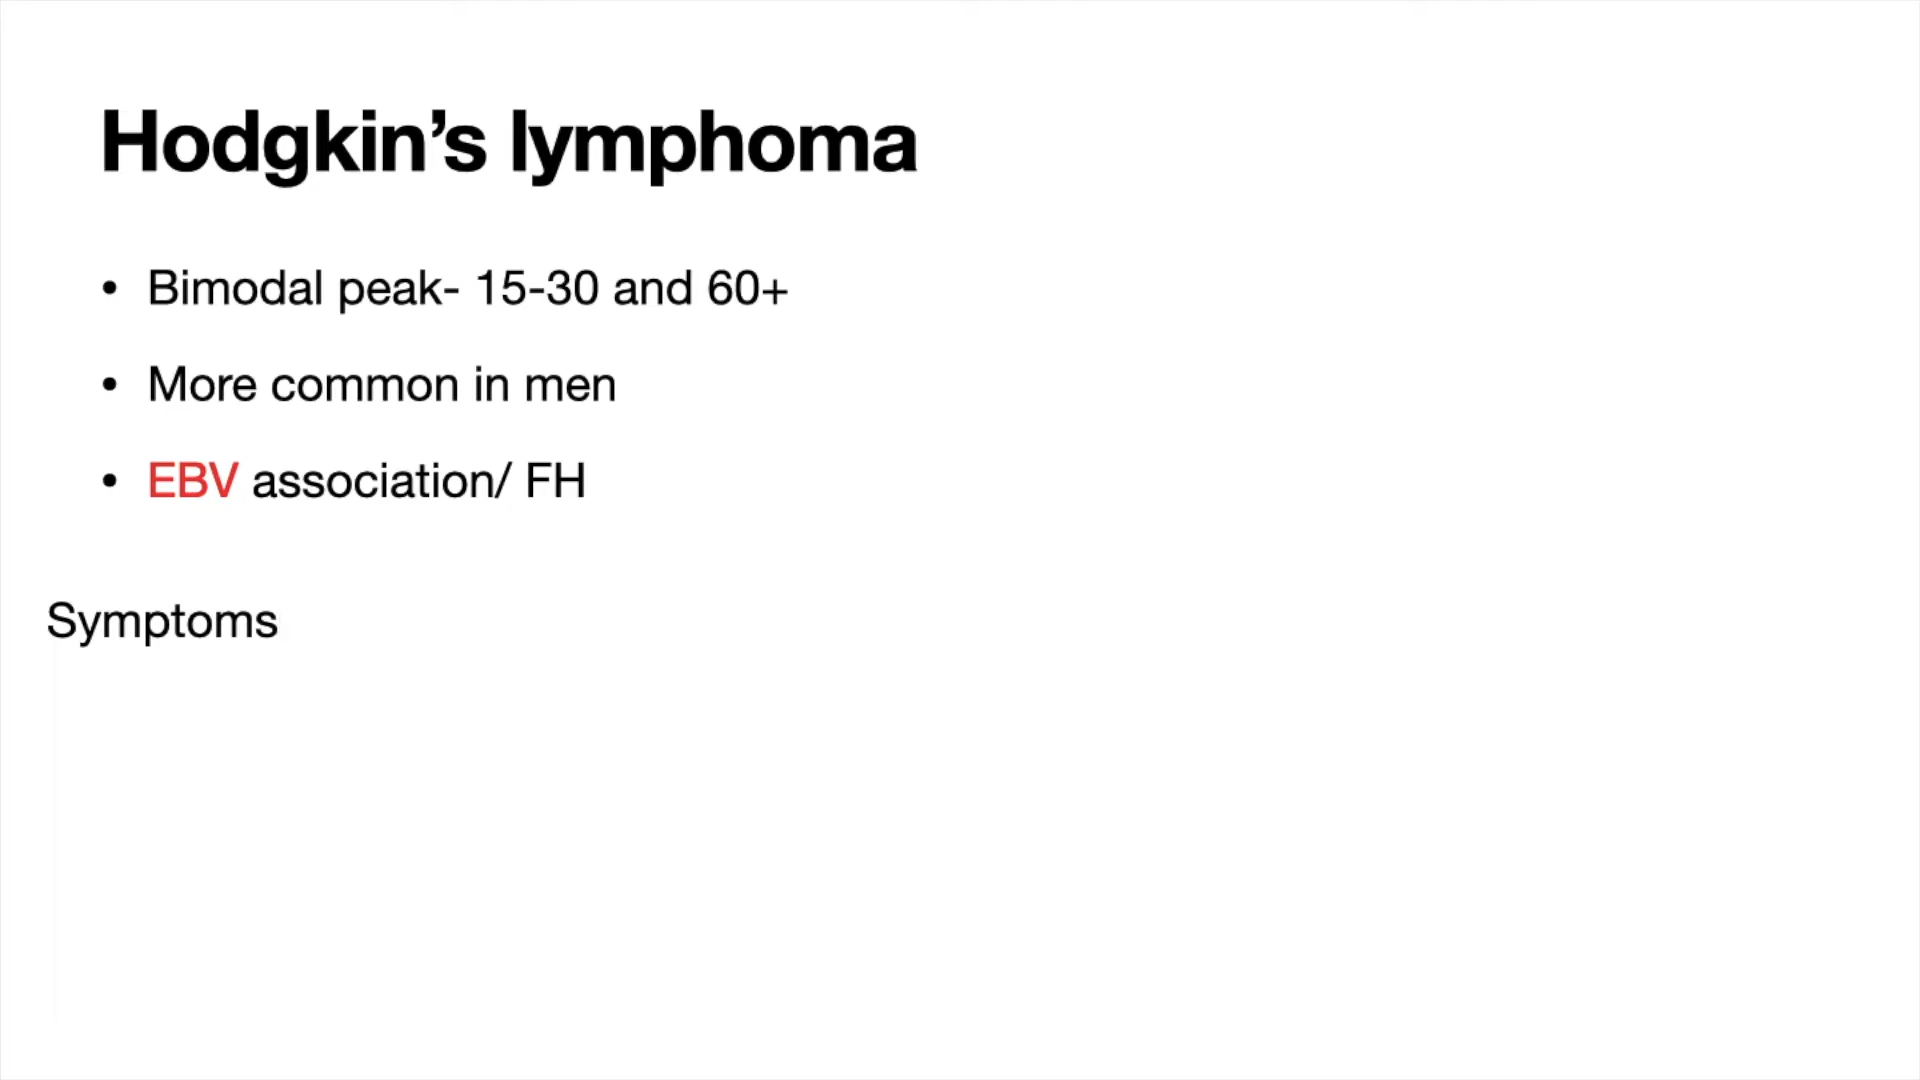 Hodgkin’s lymphoma
• Bimodal peak- 15-30 and 60+
• More common in men
• EBV association/ FH
Symptoms